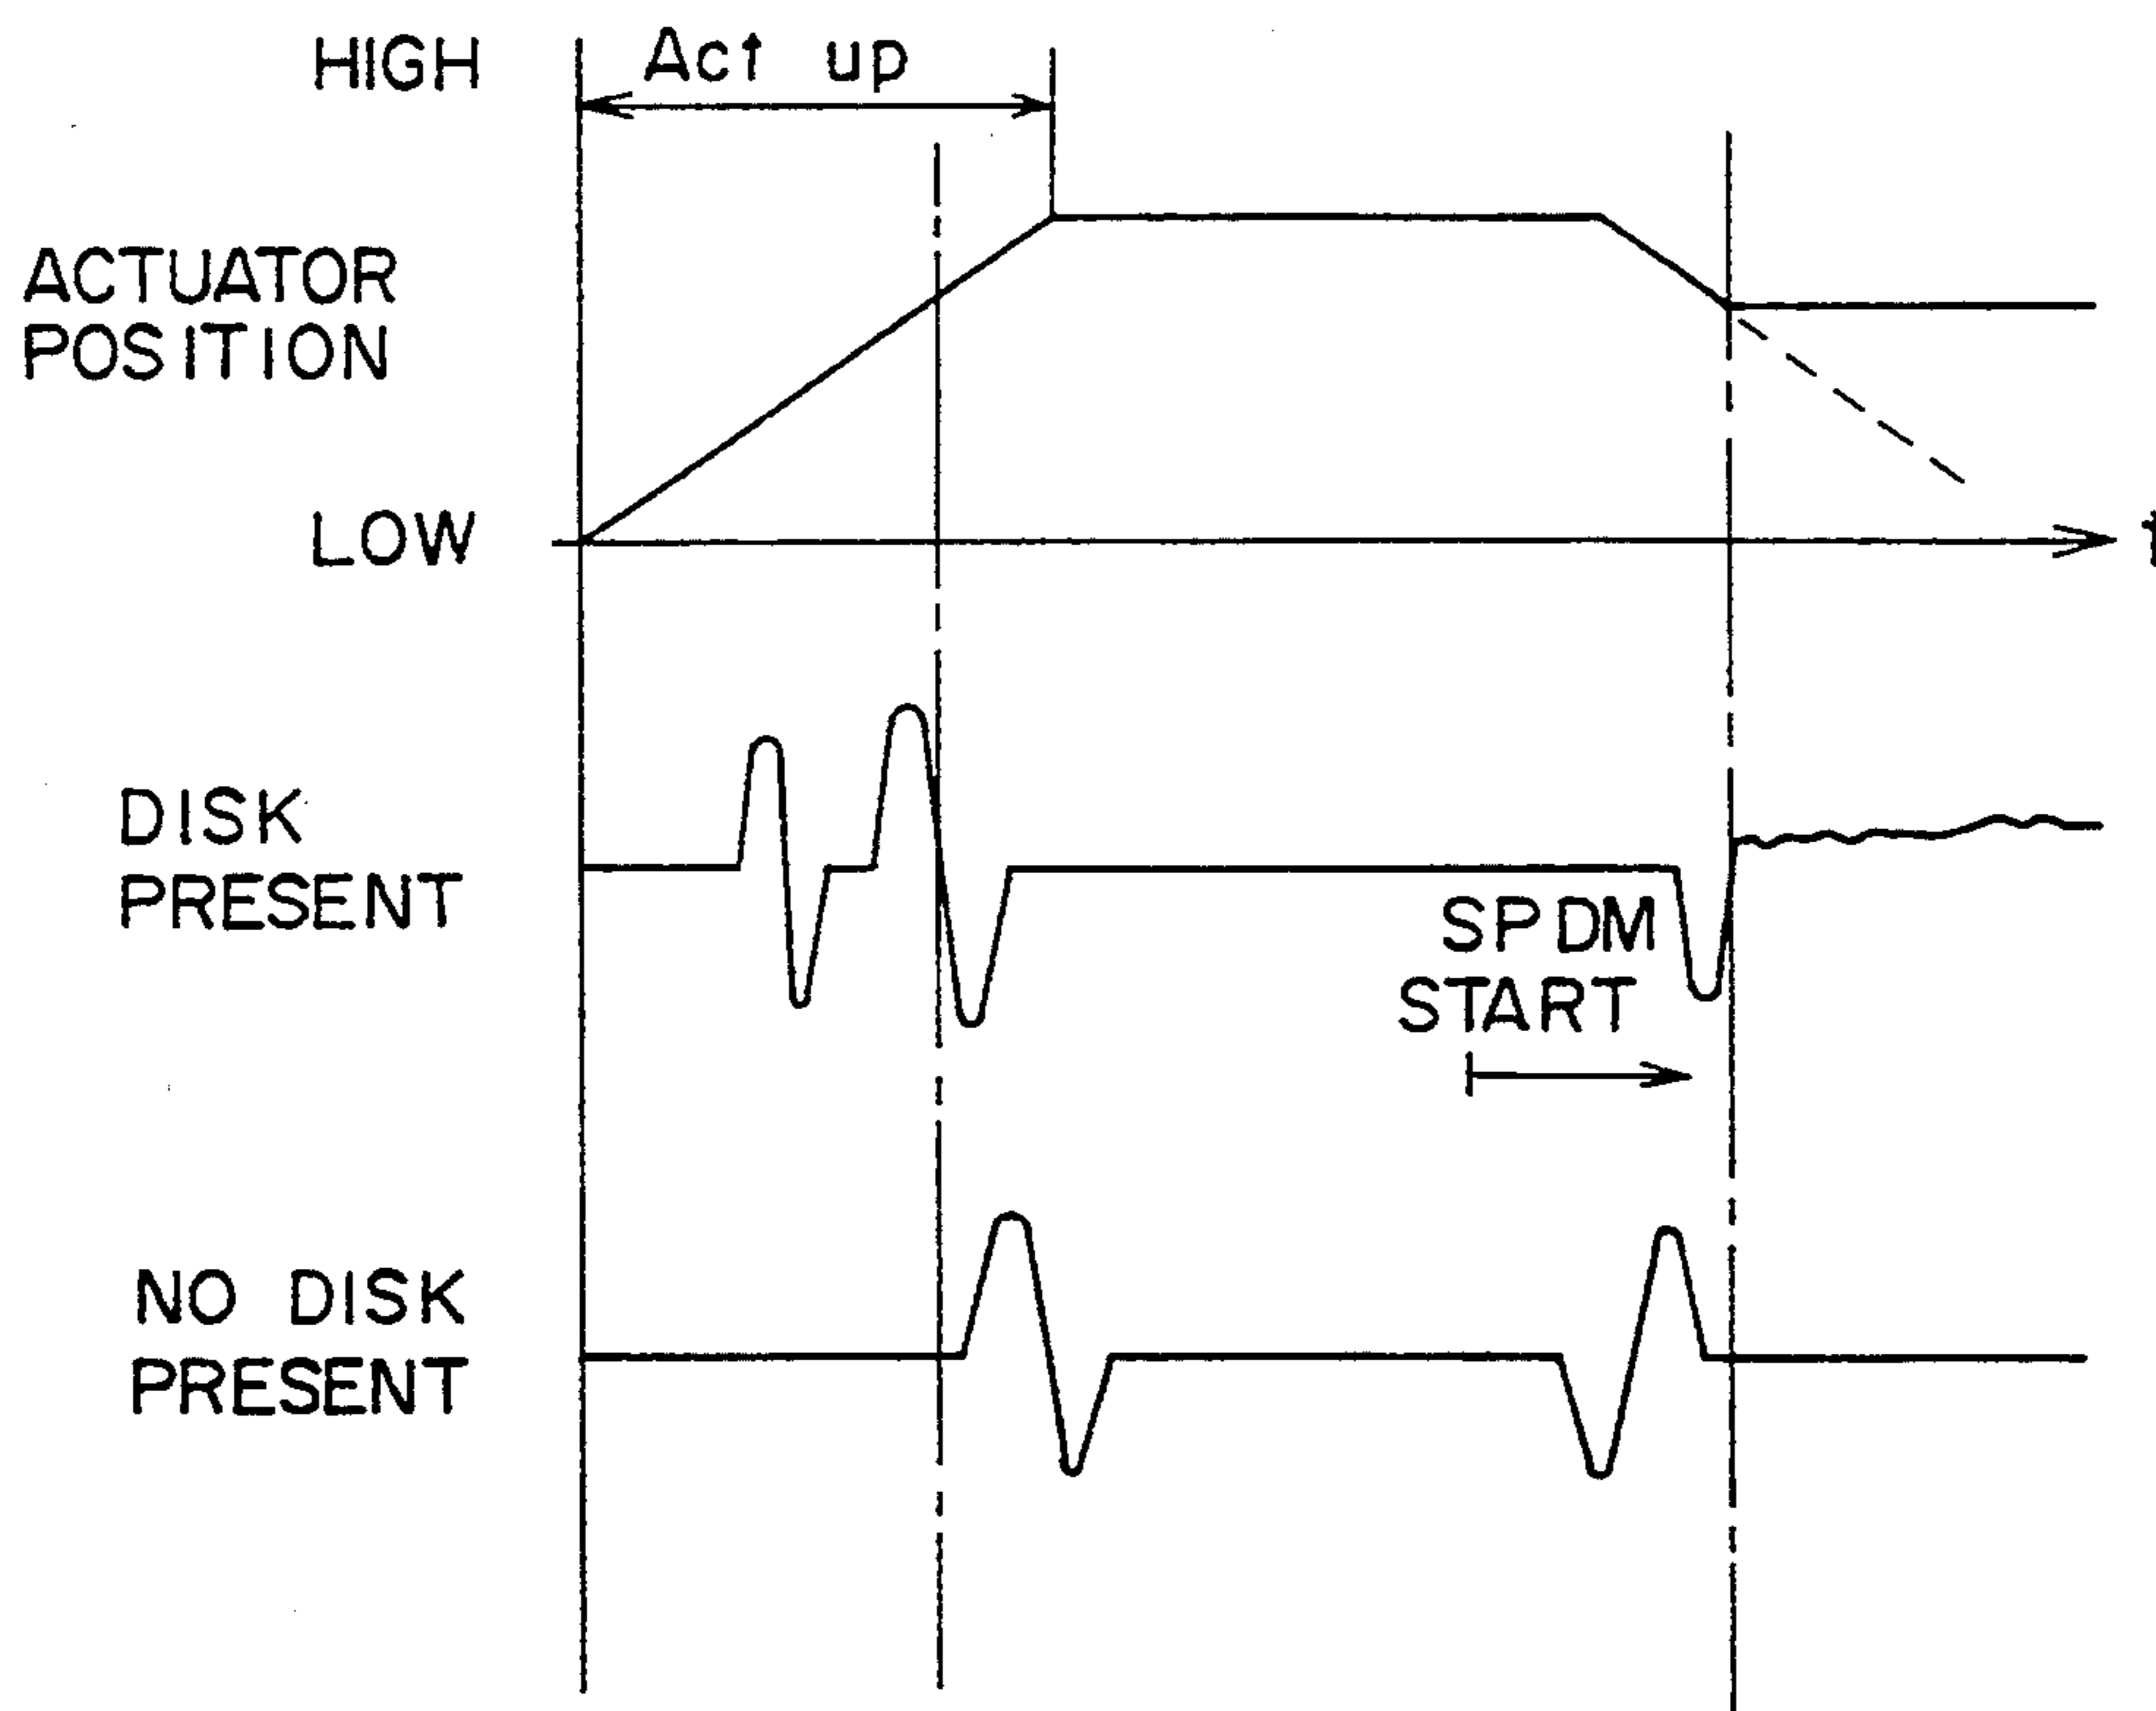 HIGH
Act up
ACTUATOR
POSITION
LOW
t
DISK
PRESENT
SPDM
START
NO DISK
PRESENT